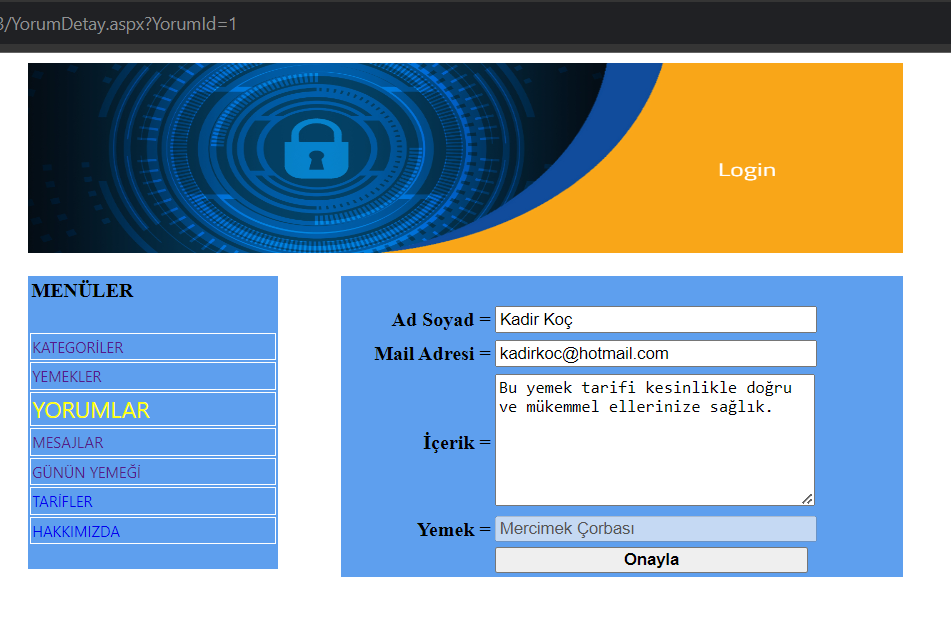 3/YorumDetay.aspx?YorumId=1
Login
MENÜLER
KATEGORİLER
YEMEKLER
YORUMLAR
MESAJLAR
GÜNÜN YEMEĞİ
TARİFLER
HAKKIMIZDA
Ad Soyad = Kadir Koç
Mail Adresi = kadirkoc@hotmail.com
İçerik =
Bu yemek tarifi kesinlikle doğru
ve mükemmel ellerinize sağlık.
Yemek = Mercimek Çorbası
Onayla